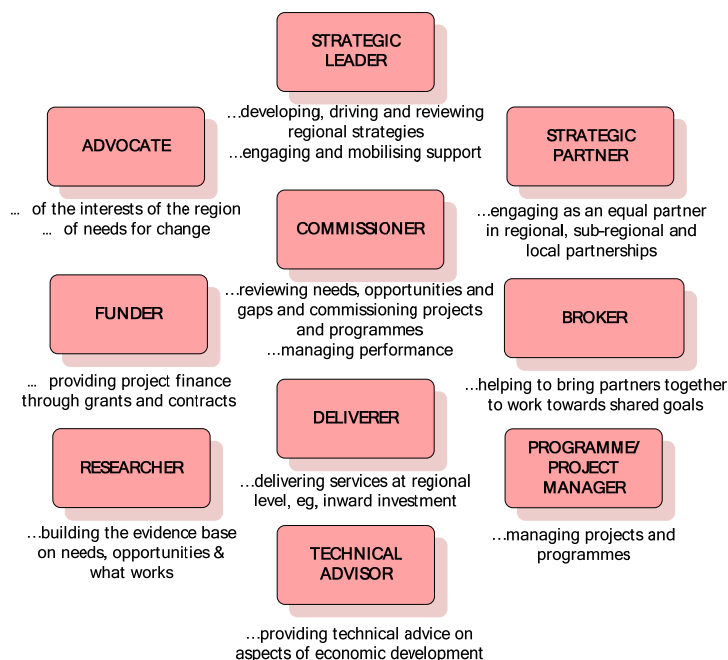 STRATEGIC
LEADER
…developing, driving and reviewing
regional strategies
…engaging and mobilising support
ADVOCATE
… of the interests of the region
… of needs for change
STRATEGIC
PARTNER
…engaging as an equal partner
in regional, sub-regional and
local partnerships
COMMISSIONER
…reviewing needs, opportunities and
gaps and commissioning projects
and programmes
…managing performance
FUNDER
… providing project finance
through grants and contracts
BROKER
…helping to bring partners together
to work towards shared goals
DELIVERER
…delivering services at regional
level, eg, inward investment
RESEARCHER
…building the evidence base
on needs, opportunities &
what works
PROGRAMME/
PROJECT
MANAGER
…managing projects and
programmes
TECHNICAL
ADVISOR
…providing technical advice on
aspects of economic development